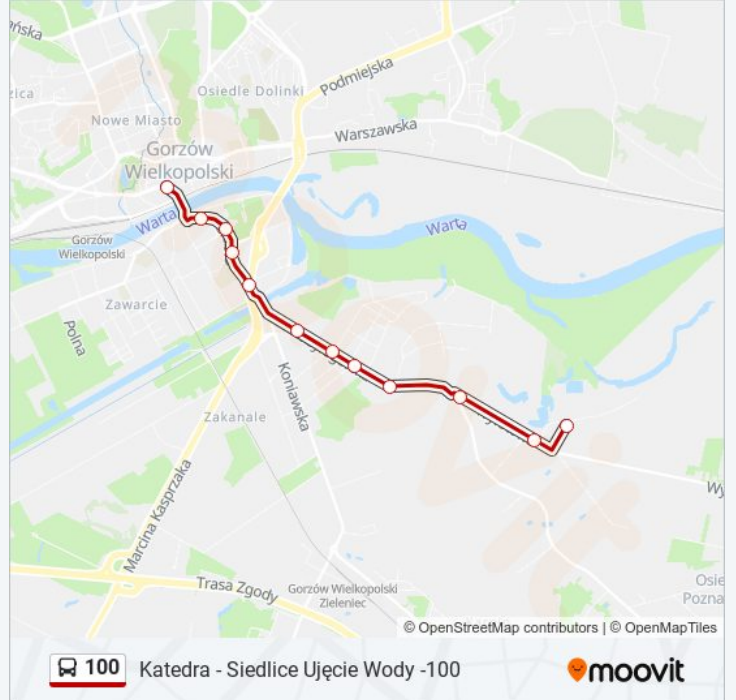 ańska
zica
Osiedle Dolinki
Podmiejska
Nowe Miasto
Warszawska
Gorzów
Wielkopolski
Warta
Warta
Gorzów
Wielkopolski
Zawarcie
Polna
Koniawska
Zakanale
Marcina Kasprzaka
Wy
Trasa Zgody
Gorzów Wielkopolski
Zieleniec
Osie
Pozna
© OpenStreetMap contributors | © OpenMapTiles
100 Katedra - Siedlice Ujęcie Wody -100
moovit